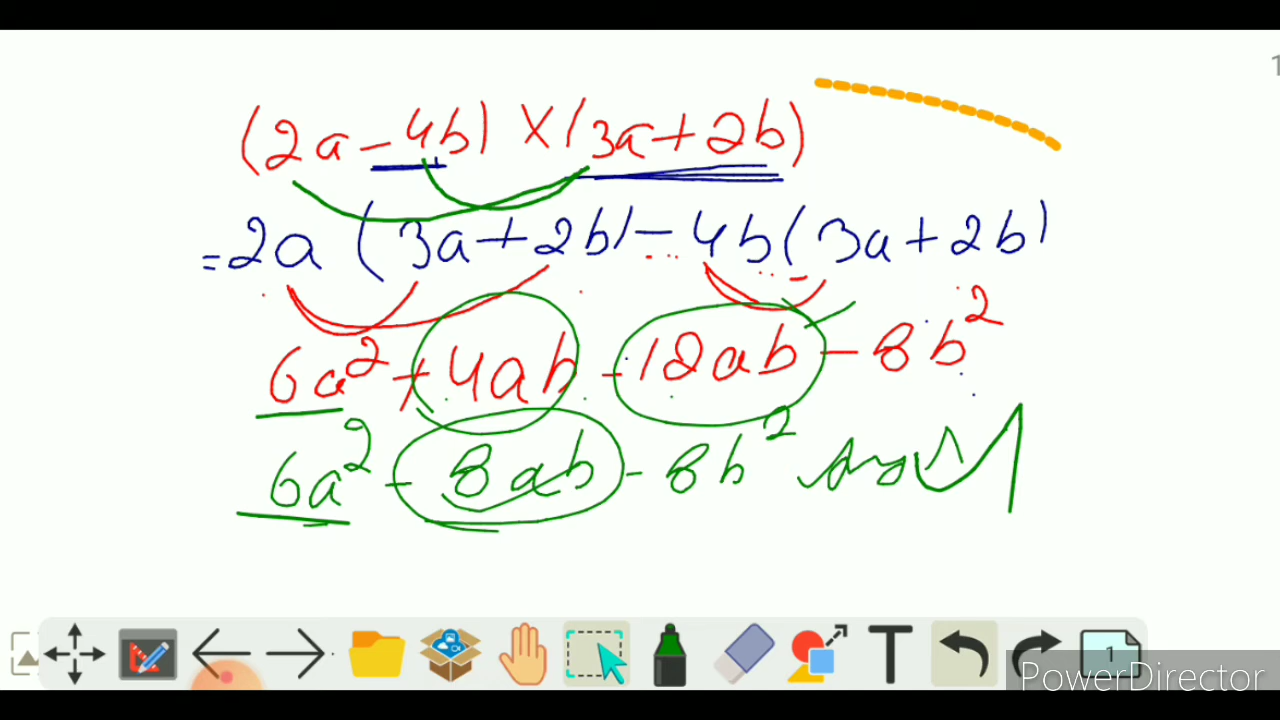 (2a-4b) X(3a+2b)
=2a (3a+2b)-4b(3a+2b)
6a²+4ab-12ab-8b²
6a²-8ab-8b² Ans
T 1
PowerDirector